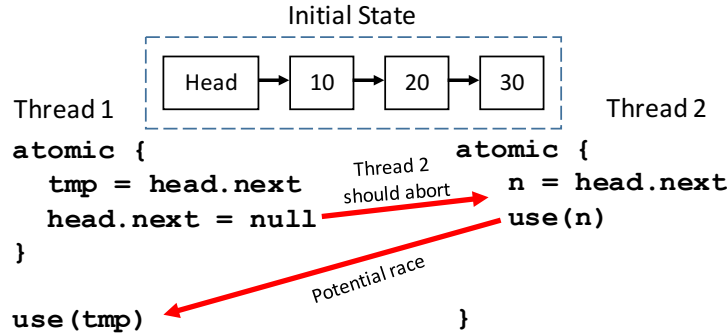 Initial State
Head 10 20 30
Thread 1
Thread 2
atomic {
tmp = head.next
head.next = null
}
use(tmp)
Thread 2
should abort
atomic {
n = head.next
use(n)
Potential race
}